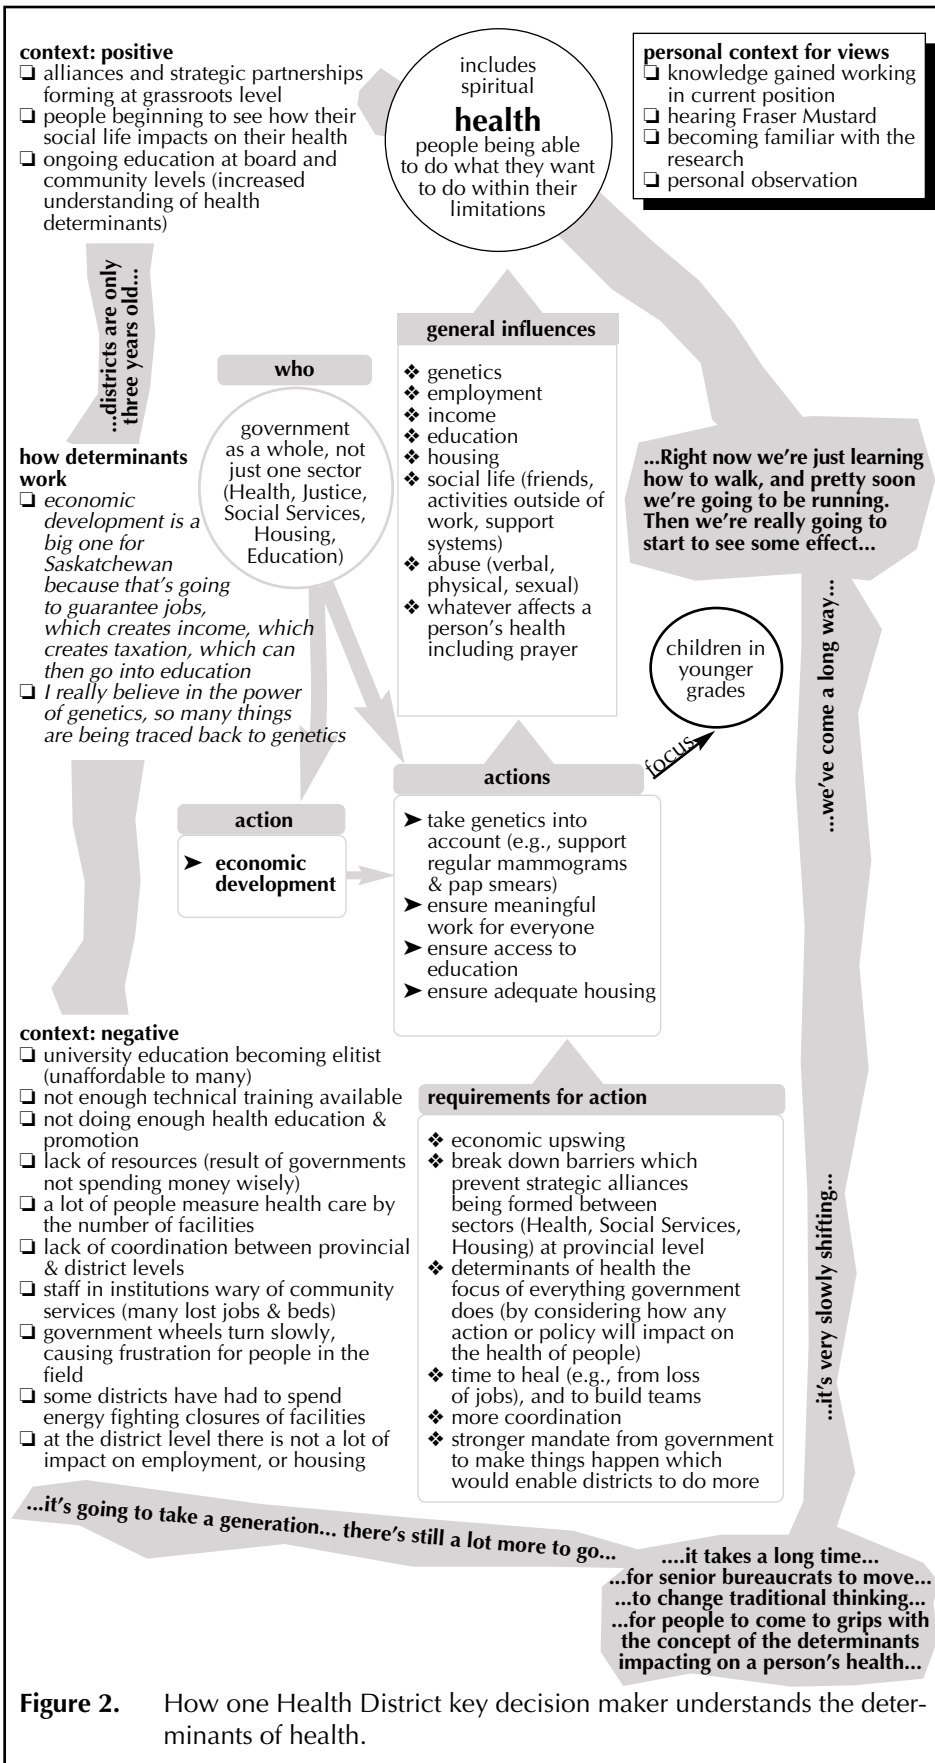 context: positive
❏ alliances and strategic partnerships
forming at grassroots level
❏ people beginning to see how their
social life impacts on their health
❏ ongoing education at board and
community levels (increased
understanding of health
determinants)
includes
spiritual
health
people being able
to do what they want
to do within their
limitations
personal context for views
❏ knowledge gained working
in current position
❏ hearing Fraser Mustard
❏ becoming familiar with the
research
❏ personal observation
...districts are only
three years old...
who
government
as a whole, not
just one sector
(Health, Justice,
Social Services,
Housing,
Education)
general influences
❖ genetics
❖ employment
❖ income
❖ education
❖ housing
❖ social life (friends,
activities outside of
work, support
systems)
❖ abuse (verbal,
physical, sexual)
❖ whatever affects a
person's health
including prayer
...Right now we're just learning
how to walk, and pretty soon
we're going to be running.
Then we're really going to
start to see some effect...
how determinants
work
❏ economic
development is a
big one for
Saskatchewan
because that's going
to guarantee jobs,
which creates income, which
creates taxation, which can
then go into education
❏ I really believe in the power
of genetics, so many things
are being traced back to genetics
children in
younger
grades
focus
...we've come a long way...
action
➤ economic
development
actions
➤ take genetics into
account (e.g., support
regular mammograms
& pap smears)
➤ ensure meaningful
work for everyone
➤ ensure access to
education
➤ ensure adequate housing
context: negative
❏ university education becoming elitist
(unaffordable to many)
❏ not enough technical training available
❏ not doing enough health education &
promotion
❏ lack of resources (result of governments
not spending money wisely)
❏ a lot of people measure health care by
the number of facilities
❏ lack of coordination between provincial
& district levels
❏ staff in institutions wary of community
services (many lost jobs & beds)
❏ government wheels turn slowly,
causing frustration for people in the
field
❏ some districts have had to spend
energy fighting closures of facilities
❏ at the district level there is not a lot of
impact on employment, or housing
requirements for action
❖ economic upswing
❖ break down barriers which
prevent strategic alliances
being formed between
sectors (Health, Social Services,
Housing) at provincial level
❖ determinants of health the
focus of everything government
does (by considering how any
action or policy will impact on
the health of people)
❖ time to heal (e.g., from loss
of jobs), and to build teams
❖ more coordination
❖ stronger mandate from government
to make things happen which
would enable districts to do more
...it's very slowly shifting...
...it's going to take a generation... there's still a lot more to go...
....it takes a long time...
...for senior bureaucrats to move...
...to change traditional thinking...
...for people to come to grips with
the concept of the determinants
impacting on a person's health...
Figure 2. How one Health District key decision maker understands the deter-
minants of health.